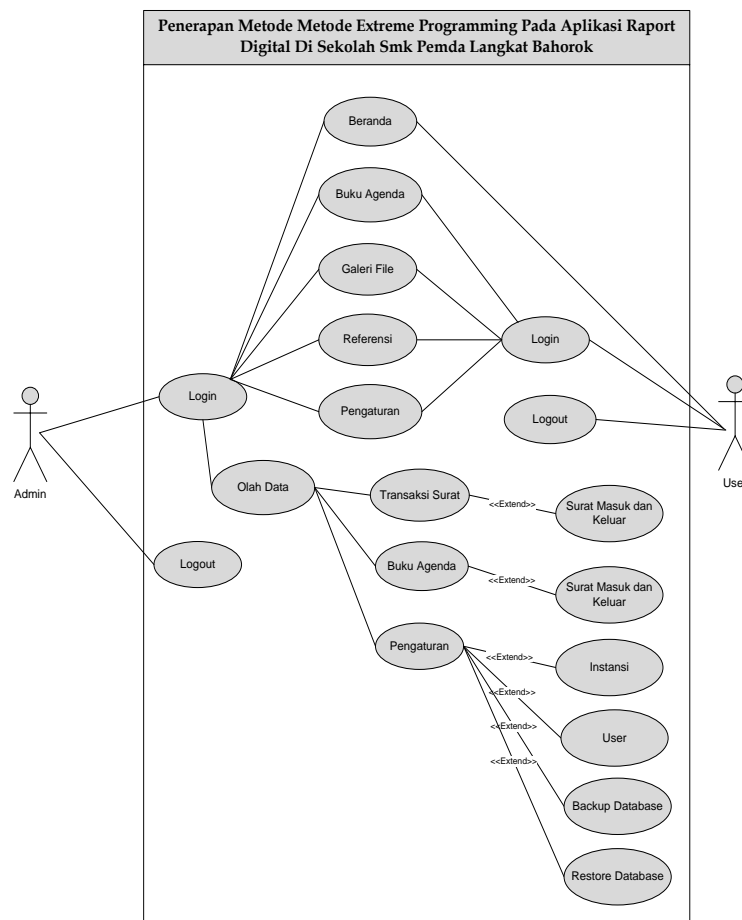 Penerapan Metode Metode Extreme Programming Pada Aplikasi Raport
Digital Di Sekolah Smk Pemda Langkat Bahorok
Beranda
Buku Agenda
Galeri File
Referensi
Login
Pengaturan
Login
Logout
Admin
User
Olah Data
Transaksi Surat
<<Extend>>
Surat Masuk dan
Keluar
Logout
Buku Agenda
<<Extend>>
Surat Masuk dan
Keluar
Pengaturan
<<Extend>>
Instansi
<<Extend>>
User
<<Extend>>
<<Extend>>
Backup Database
Restore Database